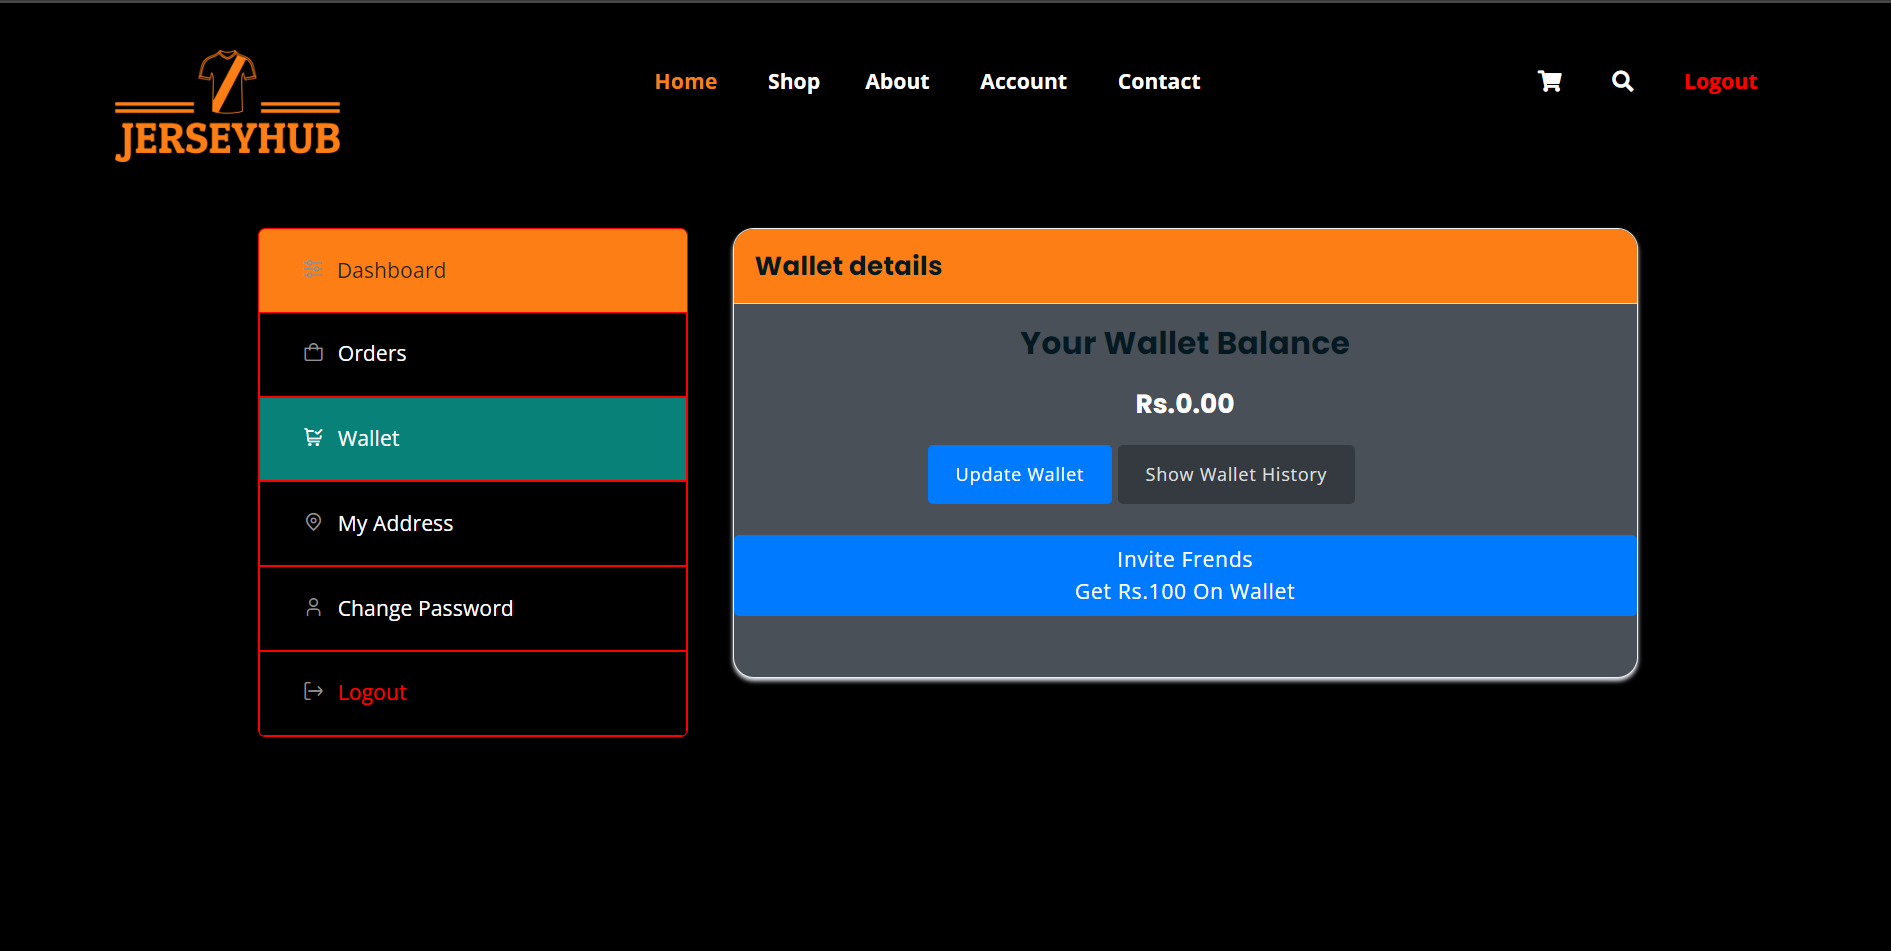 JERSEYHUB
Home Shop About Account Contact Logout
Dashboard
Orders
Wallet
My Address
Change Password
Logout
Wallet details
Your Wallet Balance
Rs.0.00
Update Wallet Show Wallet History
Invite Frends
Get Rs.100 On Wallet